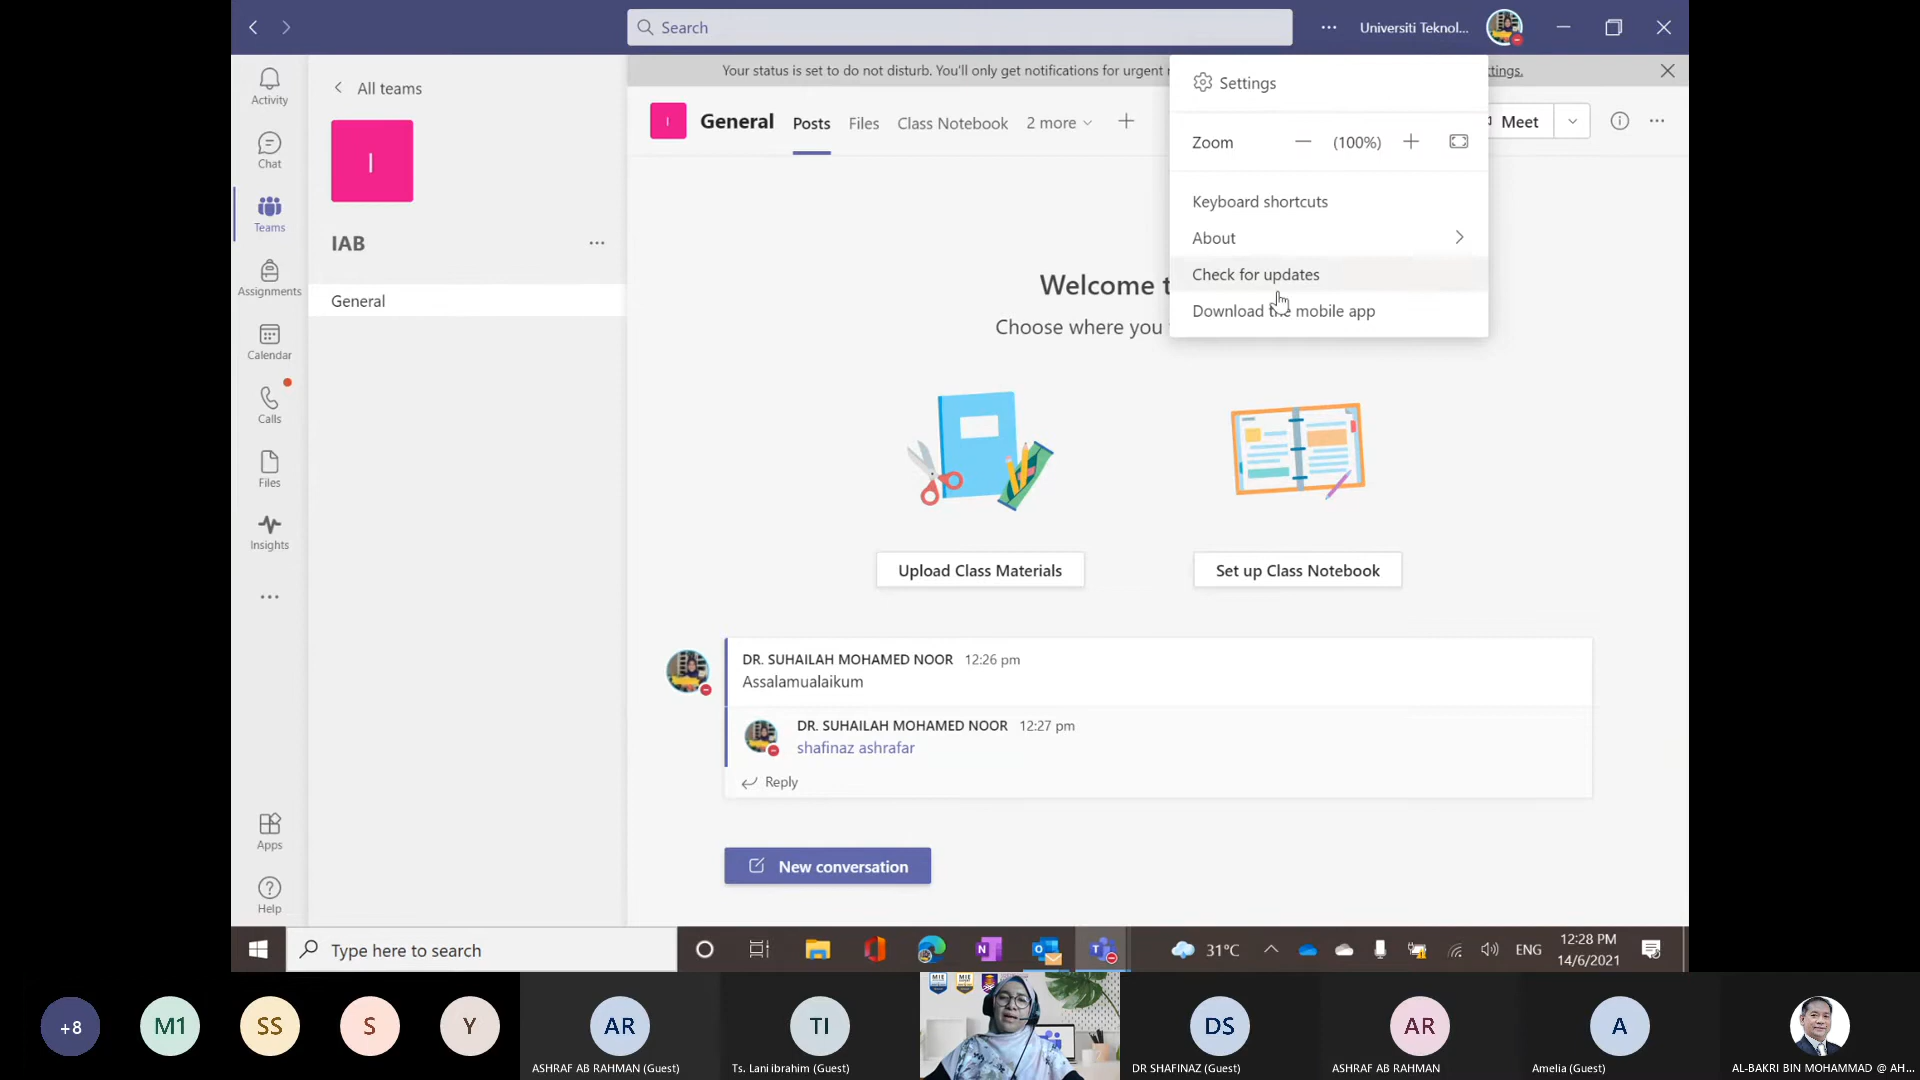 Search
Universiti Teknol...
Your status is set to do not disturb. You'll only get notifications for urgent
tings.
Settings
Zoom
(100%)
Keyboard shortcuts
About
Check for updates
Download the mobile app
Activity
Chat
Teams
Assignments
Calendar
Calls
Files
Insights
Apps
Help
All teams
I
IAB
General
I
General
Posts
Files
Class Notebook
2 more
Meet
Welcome t
Choose where you
Upload Class Materials
Set up Class Notebook
DR. SUHAILAH MOHAMED NOOR 12:26 pm
Assalamualaikum
DR. SUHAILAH MOHAMED NOOR 12:27 pm
shafinaz ashrafar
Reply
New conversation
Type here to search
31°C
ENG
12:28 PM
14/6/2021
+8
M1
SS
S
Y
AR
ASHRAF AB RAHMAN (Guest)
TI
Ts. Lani ibrahim (Guest)
DS
DR SHAFINAZ (Guest)
AR
ASHRAF AB RAHMAN
A
Amelia (Guest)
AL-BAKRI BIN MOHAMMAD @ AH...